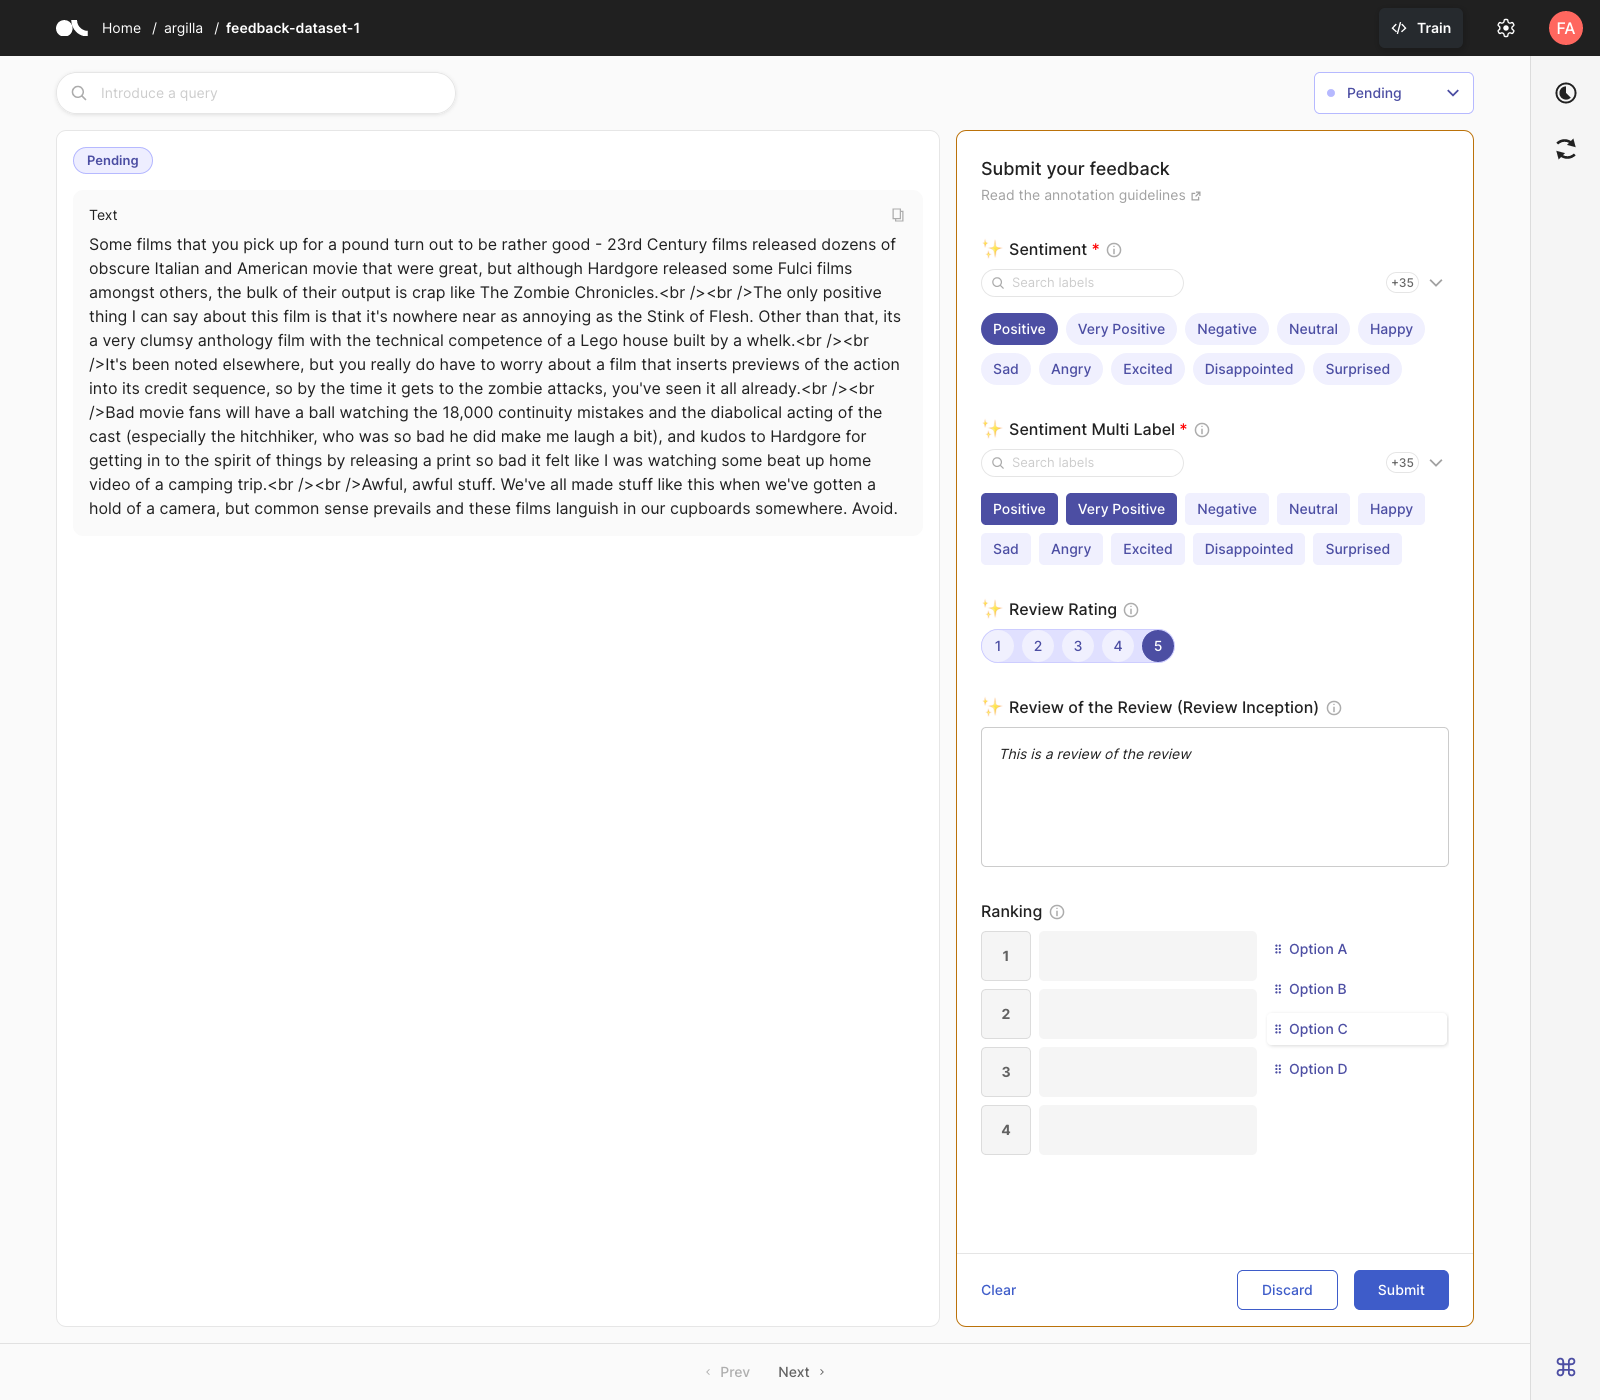 Home / argilla / feedback-dataset-1
Train
FA
Introduce a query
Pending
Pending
Text
Some films that you pick up for a pound turn out to be rather good - 23rd Century films released dozens of
obscure Italian and American movie that were great, but although Hardgore released some Fulci films
amongst others, the bulk of their output is crap like The Zombie Chronicles.<br /><br />The only positive
thing I can say about this film is that it's nowhere near as annoying as the Stink of Flesh. Other than that, its
a very clumsy anthology film with the technical competence of a Lego house built by a whelk.<br /><br
/>It's been noted elsewhere, but you really do have to worry about a film that inserts previews of the action
into its credit sequence, so by the time it gets to the zombie attacks, you've seen it all already.<br /><br
/>Bad movie fans will have a ball watching the 18,000 continuity mistakes and the diabolical acting of the
cast (especially the hitchhiker, who was so bad he did make me laugh a bit), and kudos to Hardgore for
getting in to the spirit of things by releasing a print so bad it felt like I was watching some beat up home
video of a camping trip.<br /><br />Awful, awful stuff. We've all made stuff like this when we've gotten a
hold of a camera, but common sense prevails and these films languish in our cupboards somewhere. Avoid.
Submit your feedback
Read the annotation guidelines
Sentiment *
Search labels
+35
Positive Very Positive Negative Neutral Happy
Sad Angry Excited Disappointed Surprised
Sentiment Multi Label *
Search labels
+35
Positive Very Positive Negative Neutral Happy
Sad Angry Excited Disappointed Surprised
Review Rating
1 2 3 4 5
Review of the Review (Review Inception)
This is a review of the review
Ranking
1
2
3
4
Option A
Option B
Option C
Option D
Clear
Discard
Submit
Prev
Next